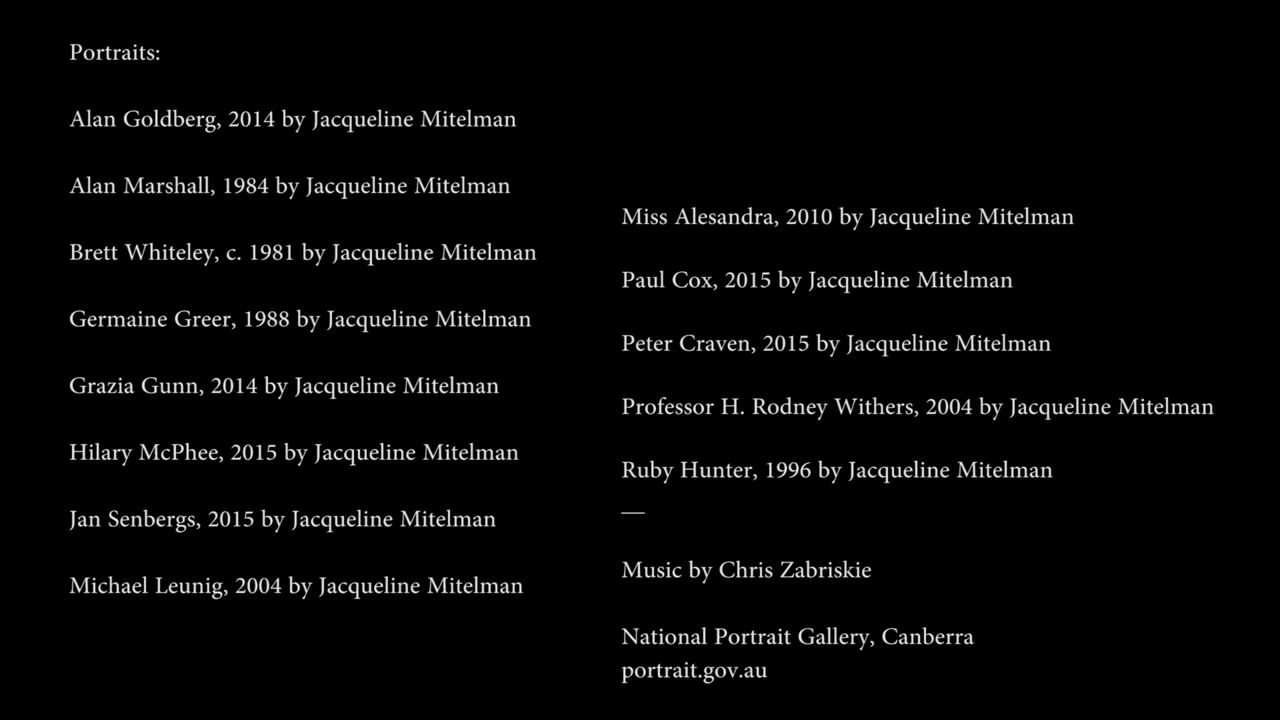 Portraits:
Alan Goldberg, 2014 by Jacqueline Mitelman
Alan Marshall, 1984 by Jacqueline Mitelman
Brett Whiteley, c. 1981 by Jacqueline Mitelman
Germaine Greer, 1988 by Jacqueline Mitelman
Grazia Gunn, 2014 by Jacqueline Mitelman
Hilary McPhee, 2015 by Jacqueline Mitelman
Jan Senbergs, 2015 by Jacqueline Mitelman
Michael Leunig, 2004 by Jacqueline Mitelman
Miss Alesandra, 2010 by Jacqueline Mitelman
Paul Cox, 2015 by Jacqueline Mitelman
Peter Craven, 2015 by Jacqueline Mitelman
Professor H. Rodney Withers, 2004 by Jacqueline Mitelman
Ruby Hunter, 1996 by Jacqueline Mitelman
—
Music by Chris Zabriskie
National Portrait Gallery, Canberra
portrait.gov.au